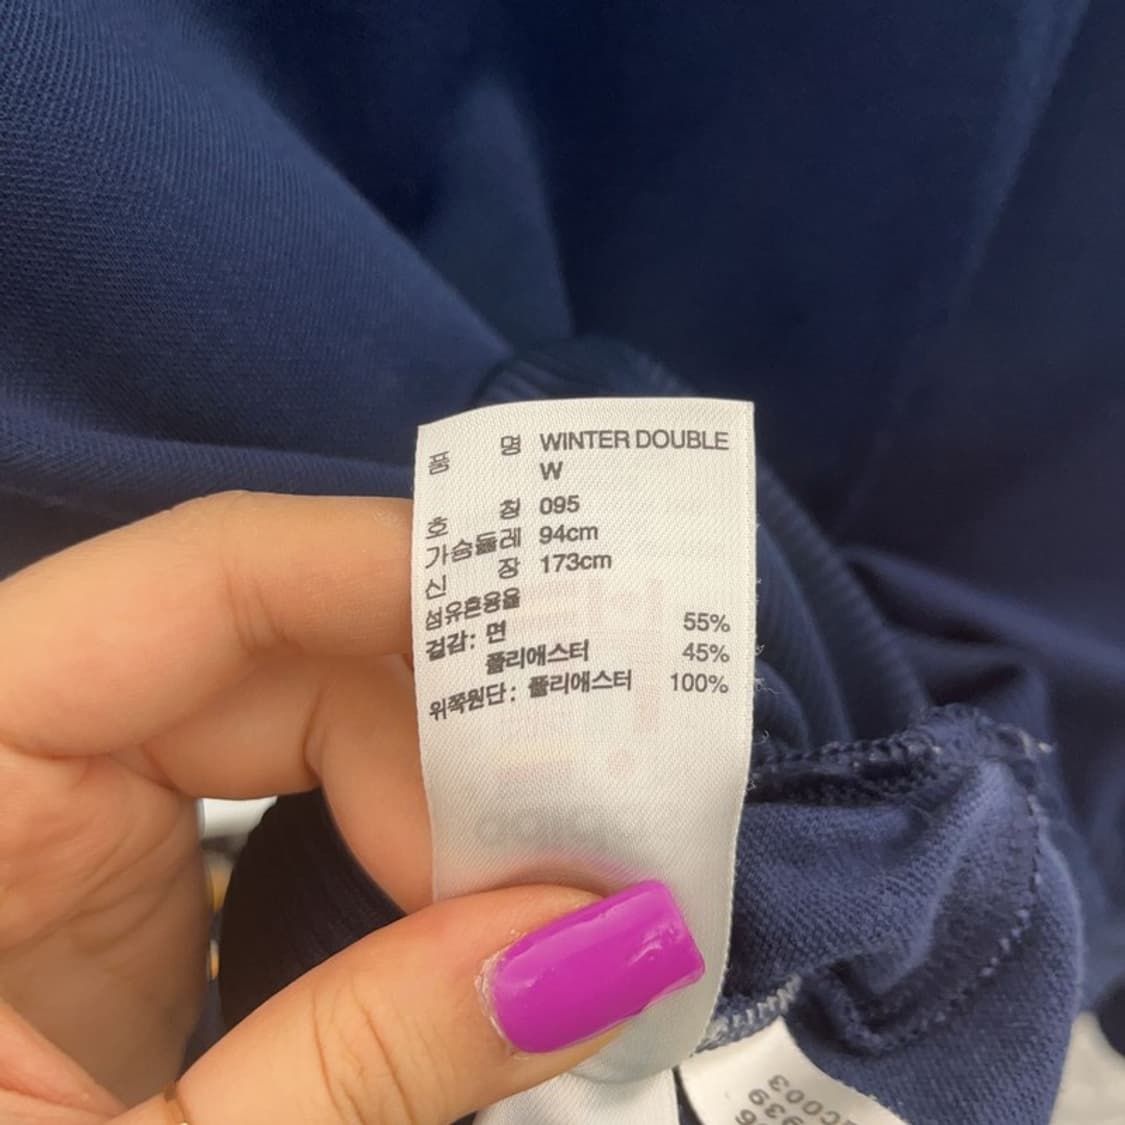 품 명 WINTER DOUBLE
W
호 칭 095
가슴둘레 94cm
신 장 173cm
섬유혼용율
겉감: 면 55%
폴리에스터 45%
위쪽원단: 폴리에스터 100%